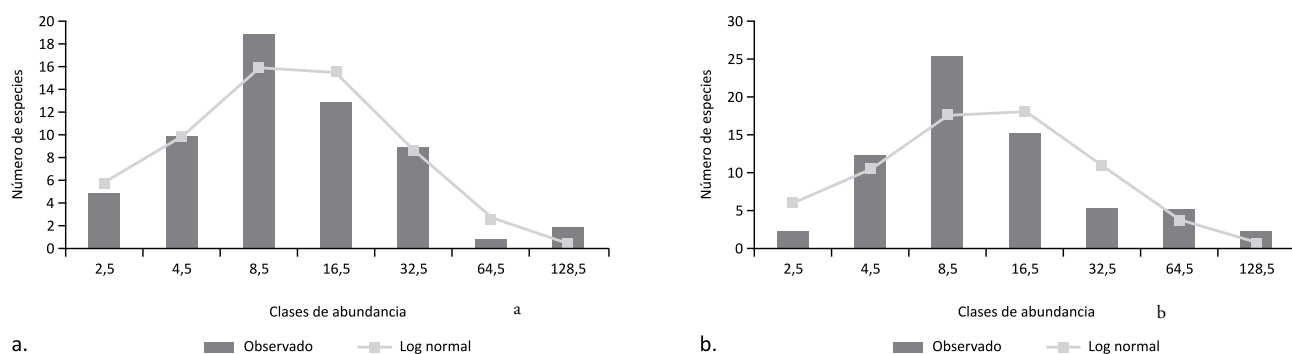 20
18
16
14
12
10
8
6
4
2
0
Número de especies
2,5 4,5 8,5 16,5 32,5 64,5 128,5
Clases de abundancia
a
a.
Observado Log normal
30
25
20
15
10
5
0
Número de especies
2,5 4,5 8,5 16,5 32,5 64,5 128,5
Clases de abundancia
b
b.
Observado Log normal